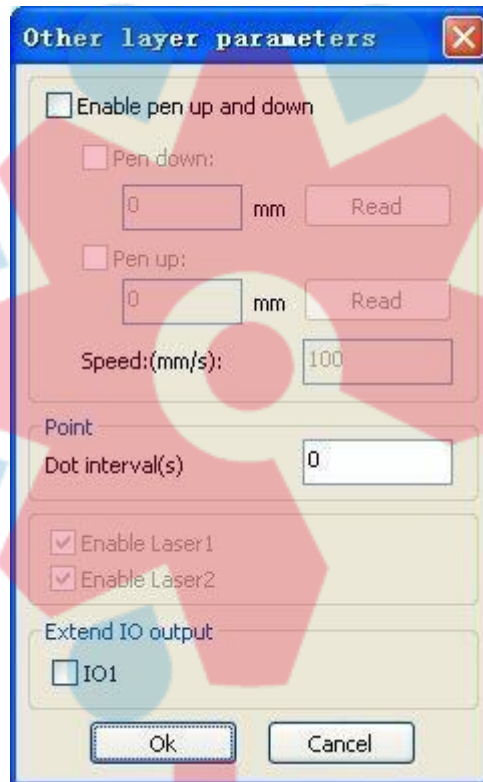 Other layer parameters
Enable pen up and down
Pen down:
0 mm Read
Pen up:
0 mm Read
Speed:(mm/s): 100
Point
Dot interval(s) 0
Enable Laser1
Enable Laser2
Extend IO output
IO1
Ok Cancel